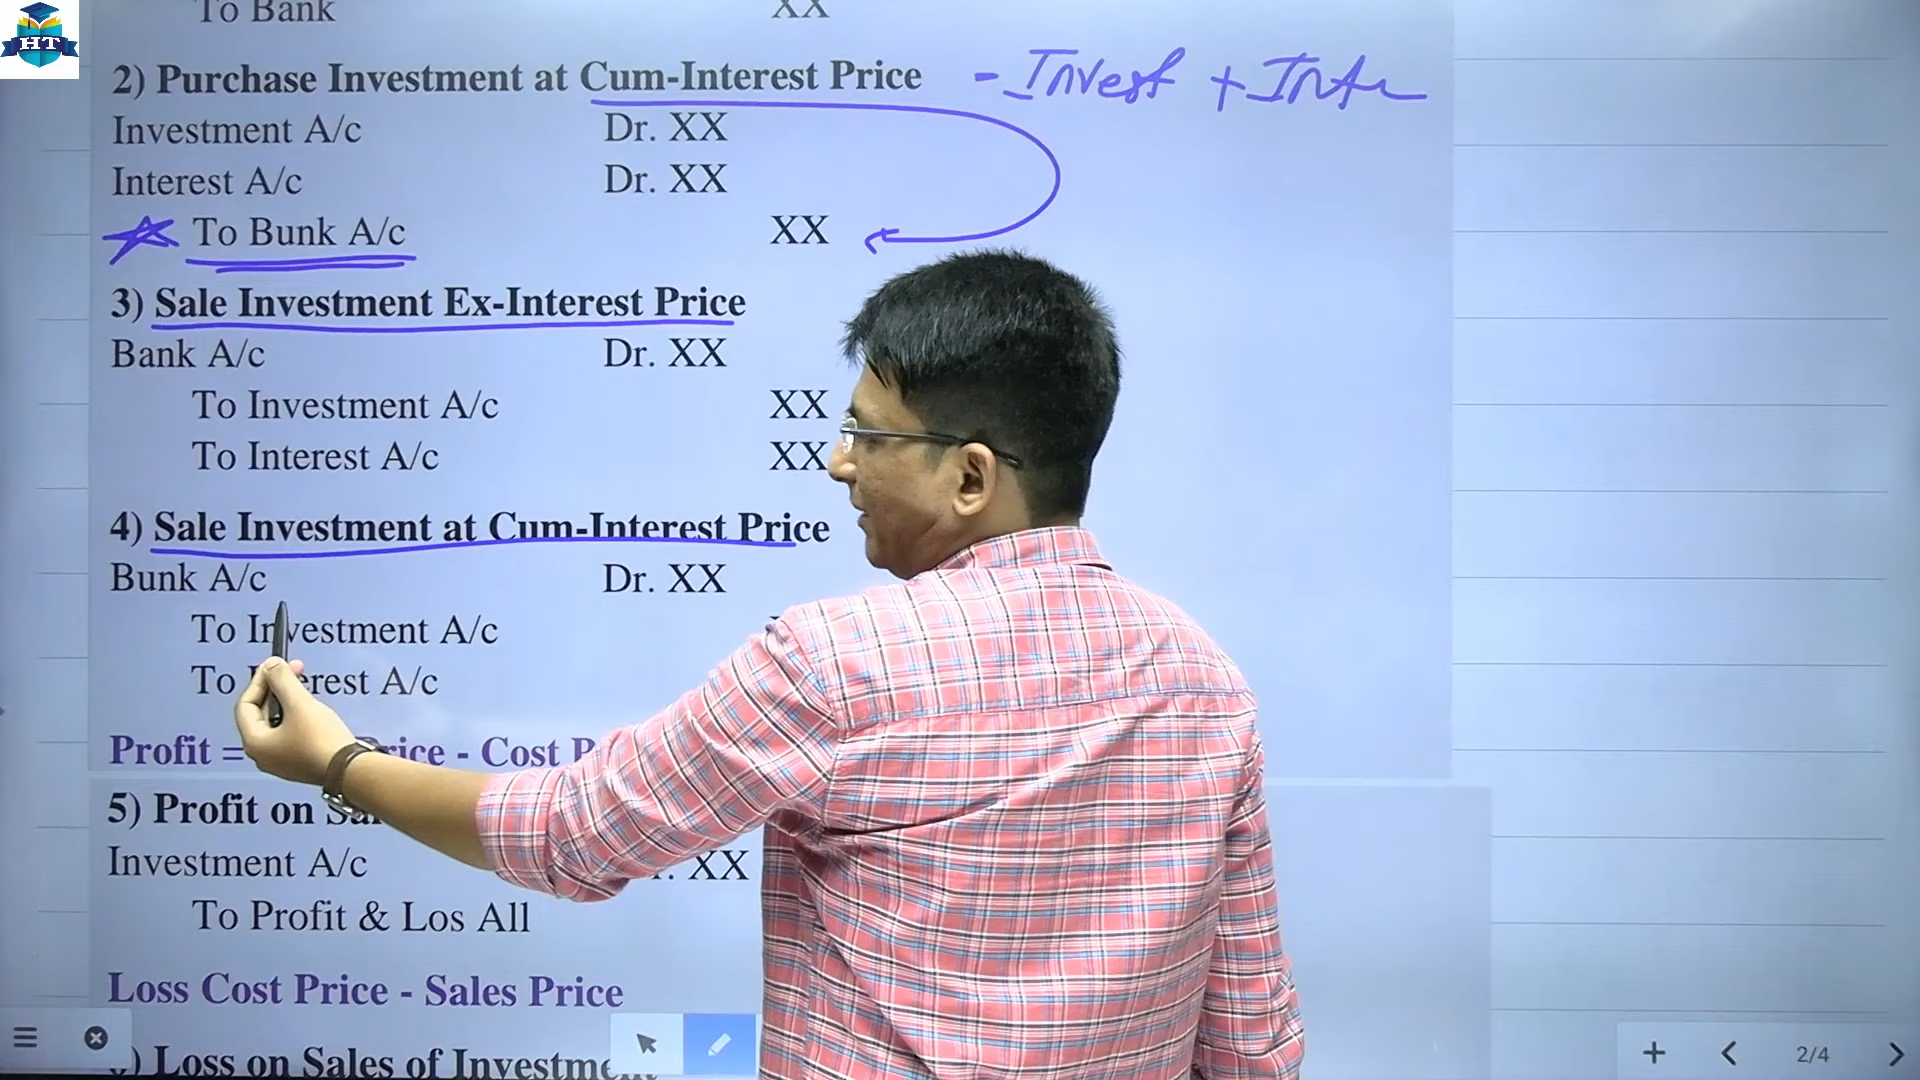 HT
To Bank XX
2) Purchase Investment at Cum-Interest Price - Invest + Inte
Investment A/c Dr. XX
Interest A/c Dr. XX
To Bunk A/c XX
3) Sale Investment Ex-Interest Price
Bank A/c Dr. XX
To Investment A/c XX
To Interest A/c XX
4) Sale Investment at Cum-Interest Price
Bunk A/c Dr. XX
To Investment A/c
To erest A/c
Profit = rice - Cost P
5) Profit on
Investment A/c XX
To Profit & Los All
Loss Cost Price - Sales Price
) Loss on Sales of Investme
2/4